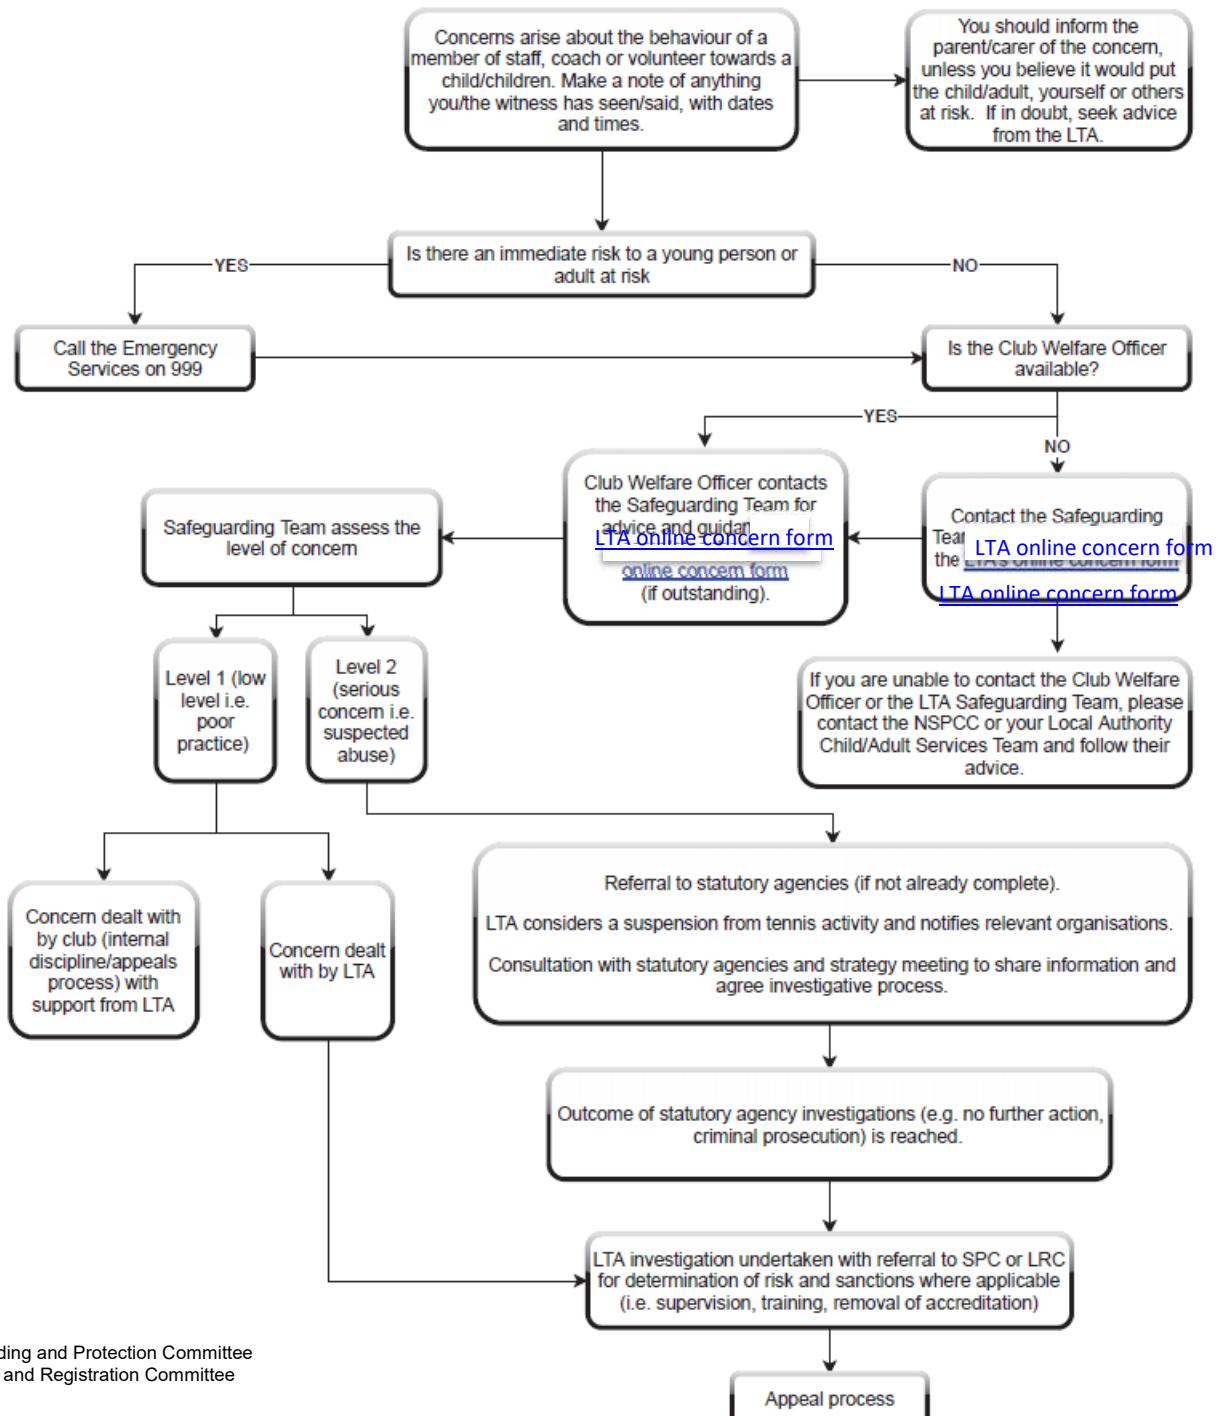 Concerns arise about the behaviour of a
member of staff, coach or volunteer towards a
child/children. Make a note of anything
you/the witness has seen/said, with dates
and times.
You should inform the
parent/carer of the concern,
unless you believe it would put
the child/adult, yourself or others
at risk. If in doubt, seek advice
from the LTA.
Is there an immediate risk to a young person or
adult at risk
YES
NO
Call the Emergency
Services on 999
Is the Club Welfare Officer
available?
YES
NO
Club Welfare Officer contacts
the Safeguarding Team for
advice and
LTA online concern form
online concern form
(if outstanding).
Contact the Safeguarding
LTA online concern form
the LTA's online concern form
LTA online concern form
Safeguarding Team assess the
level of concern
Level 1 (low
level i.e.
poor
practice)
Level 2
(serious
concern i.e.
suspected
abuse)
If you are unable to contact the Club Welfare
Officer or the LTA Safeguarding Team, please
contact the NSPCC or your Local Authority
Child/Adult Services Team and follow their
advice.
Concern dealt with
by club (internal
discipline/appeals
process) with
support from LTA
Concern dealt
with by LTA
Referral to statutory agencies (if not already complete).
LTA considers a suspension from tennis activity and notifies relevant organisations.
Consultation with statutory agencies and strategy meeting to share information and
agree investigative process.
Outcome of statutory agency investigations (e.g. no further action,
criminal prosecution) is reached.
LTA investigation undertaken with referral to SPC or LRC
for determination of risk and sanctions where applicable
(i.e. supervision, training, removal of accreditation)
ding and Protection Committee
and Registration Committee
Appeal process